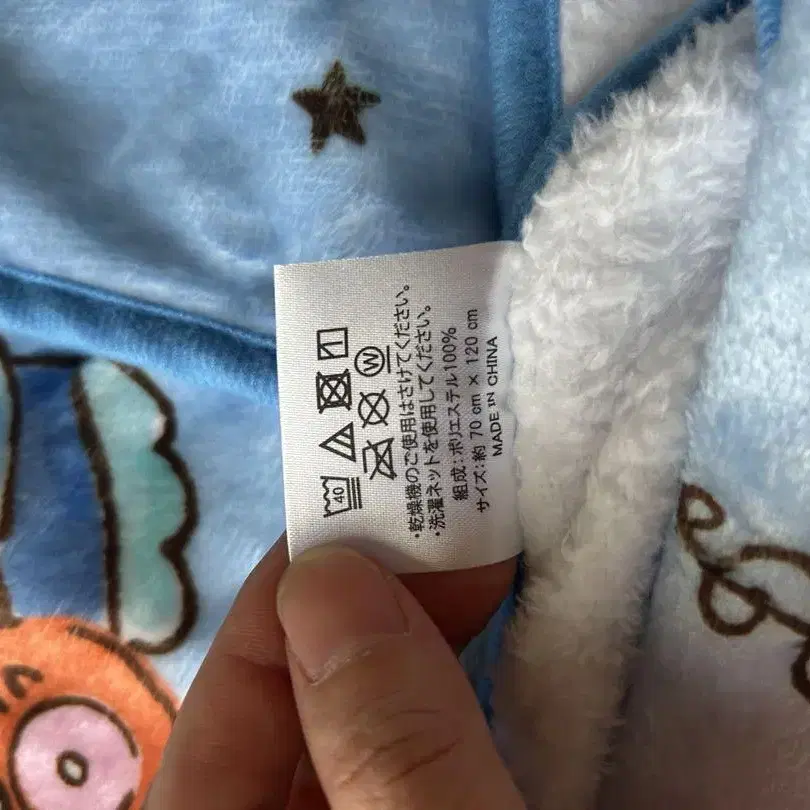 40
W
・乾燥機のご使用はさけてください。
・洗濯ネットを使用してください。
組成：ポリエステル100%
サイズ：約 70 cm × 120 cm
MADE IN CHINA